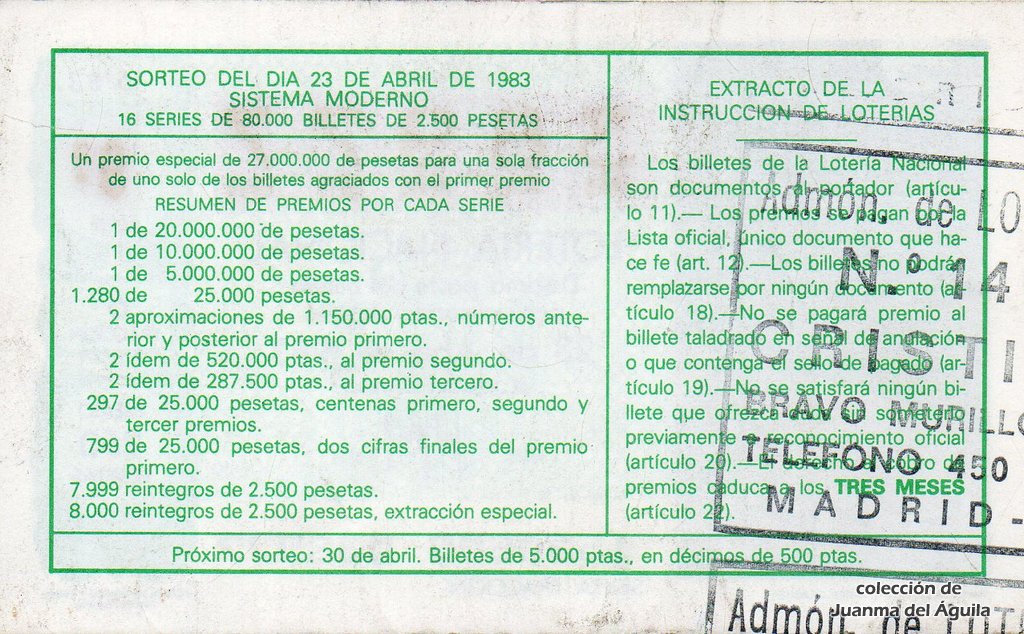 SORTEO DEL DIA 23 DE ABRIL DE 1983
SISTEMA MODERNO
16 SERIES DE 80.000 BILLETES DE 2.500 PESETAS
Un premio especial de 27.000.000 de pesetas para una sola fracción
de uno solo de los billetes agraciados con el primer premio
RESUMEN DE PREMIOS POR CADA SERIE
1 de 20.000.000 de pesetas.
1 de 10.000.000 de pesetas.
1 de 5.000.000 de pesetas.
1.280 de 25.000 pesetas.
2 aproximaciones de 1.150.000 ptas., números ante-
rior y posterior al premio primero.
2 ídem de 520.000 ptas., al premio segundo.
2 ídem de 287.500 ptas., al premio tercero.
297 de 25.000 pesetas, centenas primero, segundo y
tercer premios.
799 de 25.000 pesetas, dos cifras finales del premio
primero.
7.999 reintegros de 2.500 pesetas.
8.000 reintegros de 2.500 pesetas, extracción especial.
EXTRACTO DE LA
INSTRUCCION DE LOTERIAS
Los billetes de la Lotería Nacional
son documentos al portador (artícu-
lo 11).— Los premios se pagan por la
Lista oficial, único documento que ha-
ce fe (art. 12).—Los billetes no podrán
remplazarse por ningún documento (ar-
tículo 18).—No se pagará premio al
billete taladrado en señal de anulación
o que contenga el sello de pagado (ar-
tículo 19).—No se satisfará ningún bi-
llete que ofrezca duda sin someterlo
previamente a reconocimiento oficial
(artículo 20).—El derecho al cobro de
premios caduca a los TRES MESES
(artículo 22).
Próximo sorteo: 30 de abril. Billetes de 5.000 ptas., en décimos de 500 ptas.
Admón. de LO
N.º 14
CRISTI
BRAVO MURILLO
TELEFONO 450
MADRID-
Admón. de LOT
colección de
Juanma del Águila